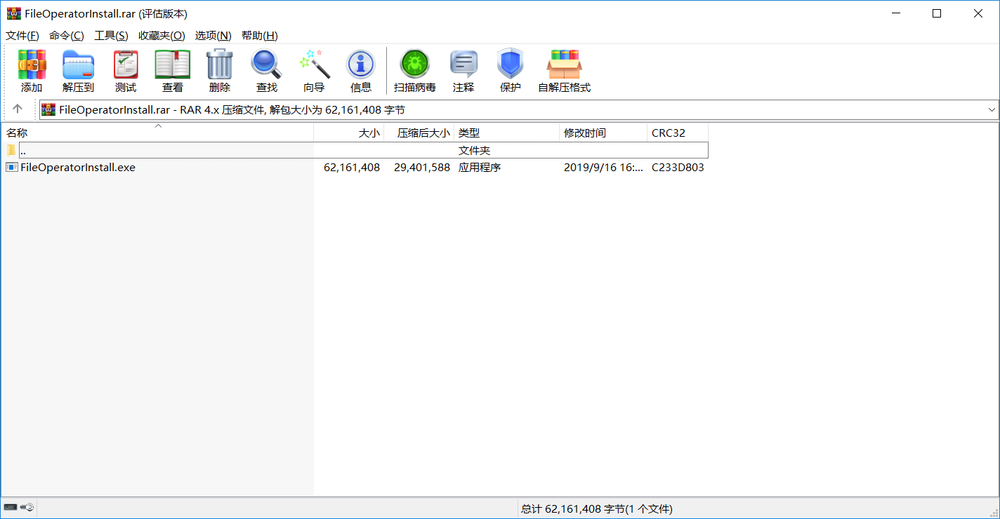 FileOperatorInstall.rar (评估版本)
文件(F) 命令(C) 工具(S) 收藏夹(O) 选项(N) 帮助(H)
添加 解压到 测试 查看 删除 查找 向导 信息 扫描病毒 注释 保护 自解压格式
FileOperatorInstall.rar - RAR 4.x 压缩文件, 解包大小为 62,161,408 字节
名称 大小 压缩后大小 类型 修改时间 CRC32
.. 文件夹
FileOperatorInstall.exe 62,161,408 29,401,588 应用程序 2019/9/16 16:... C233D803
总计 62,161,408 字节(1 个文件)